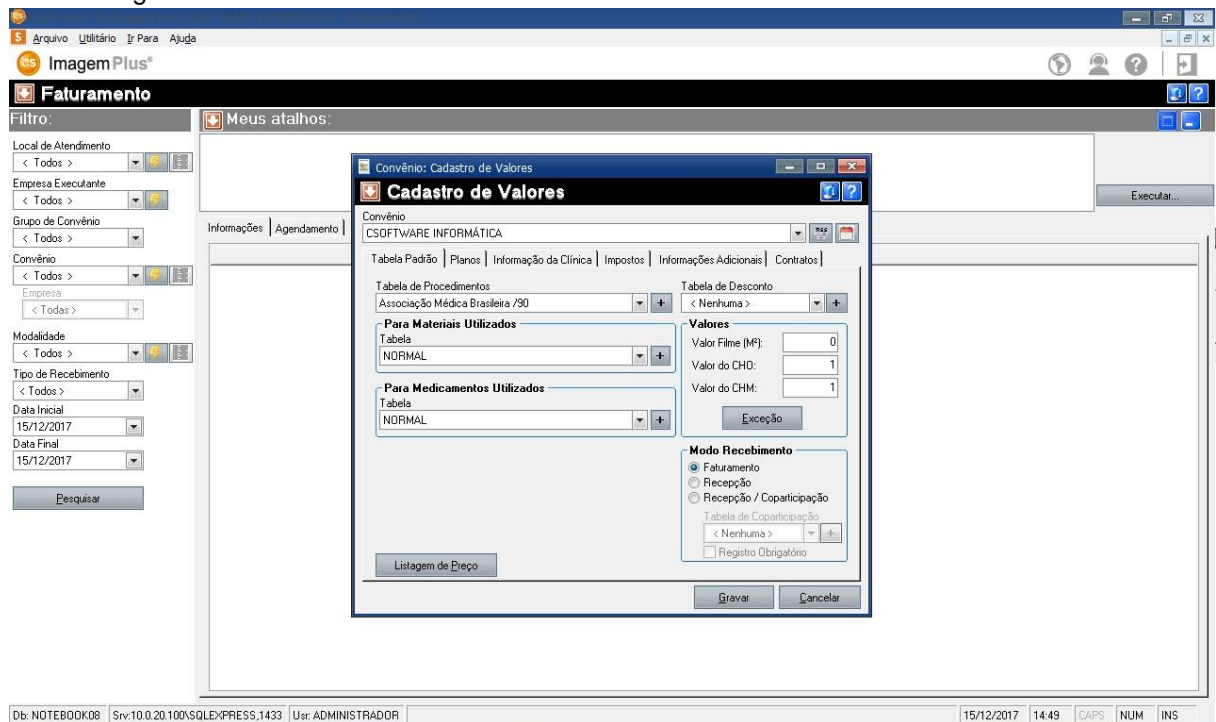 Arquivo Utilitário Ir Para Ajuda
ImagemPlus®
Faturamento
Filtro:
Meus atalhos:
Local de Atendimento
< Todos >
Empresa Executante
< Todos >
Grupo de Convênio
< Todos >
Convênio
< Todos >
Empresa
< Todas >
Modalidade
< Todos >
Tipo de Recebimento
< Todos >
Data Inicial
15/12/2017
Data Final
15/12/2017
Pesquisar
Executar...
Informações Agendamento
Convênio: Cadastro de Valores
Cadastro de Valores
Convênio
CSOFTWARE INFORMÁTICA
Tabela Padrão Planos Informação da Clínica Impostos Informações Adicionais Contratos
Tabela de Procedimentos
Associação Médica Brasileira /90
Tabela de Desconto
< Nenhuma >
Para Materiais Utilizados
Tabela
NORMAL
Para Medicamentos Utilizados
Tabela
NORMAL
Valores
Valor Filme (M²): 0
Valor do CHO: 1
Valor do CHM: 1
Exceção
Modo Recebimento
Faturamento
Recepção
Recepção / Coparticipação
Tabela de Coparticipação
< Nenhuma >
Registro Obrigatório
Listagem de Preço
Gravar Cancelar
Db: NOTEBOOK08 Srv:10.0.20.100\SQLEXPRESS,1433 Usr: ADMINISTRADOR 15/12/2017 14:49 CAPS NUM INS